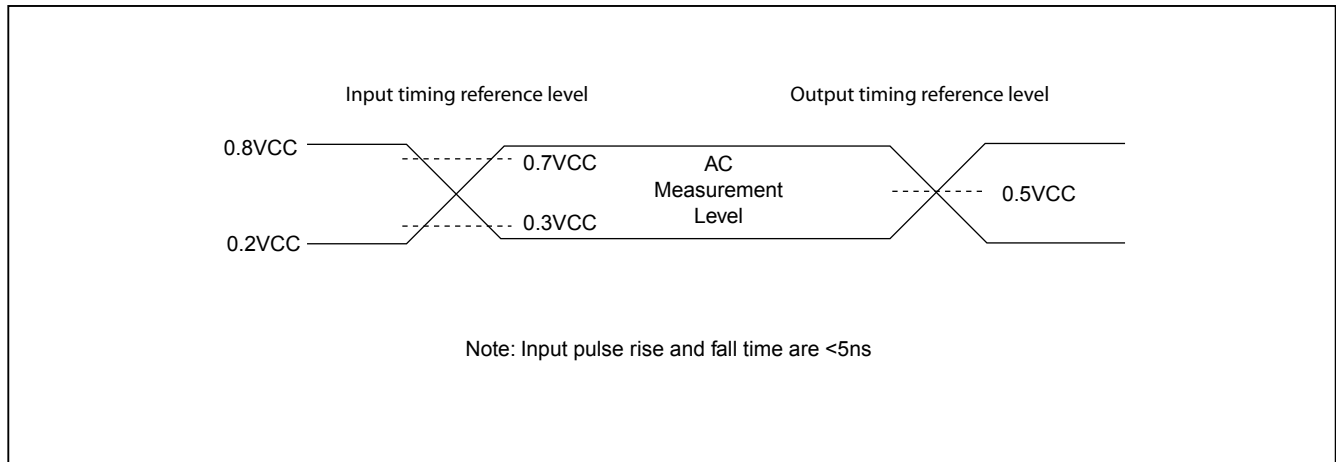 Input timing reference level
Output timing reference level
0.8VCC
0.7VCC
AC
Measurement
Level
0.5VCC
0.3VCC
0.2VCC
Note: Input pulse rise and fall time are <5ns